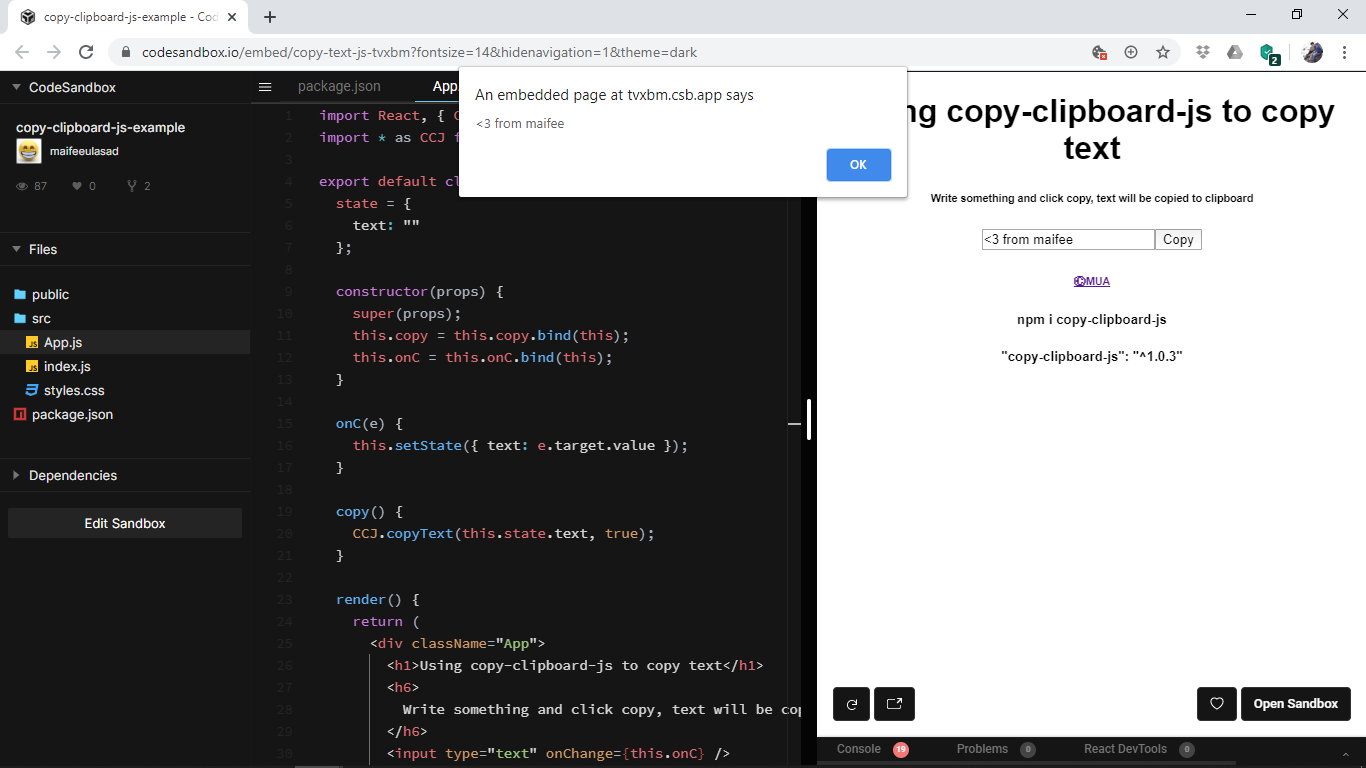 copy-clipboard-js-example - Cod
codesandbox.io/embed/copy-text-js-tvxbm?fontsize=14&hidenavigation=1&theme=dark
2
CodeSandbox
copy-clipboard-js-example
maifeeulasad
87 0 2
Files
public
src
App.js
index.js
styles.css
package.json
Dependencies
Edit Sandbox
package.json
App.
1 import React, { C
2 import * as CCJ f
3
4 export default cl
5 state = {
6 text: ""
7 };
8
9 constructor(props) {
10 super(props);
11 this.copy = this.copy.bind(this);
12 this.onC = this.onC.bind(this);
13 }
14
15 onC(e) {
16 this.setState({ text: e.target.value });
17 }
18
19 copy() {
20 CCJ.copyText(this.state.text, true);
21 }
22
23 render() {
24 return (
25 <div className="App">
26 <h1>Using copy-clipboard-js to copy text</h1>
27 <h6>
28 Write something and click copy, text will be cop
29 </h6>
30 <input type="text" onChange={this.onC} />
An embedded page at tvxbm.csb.app says
<3 from maifee
OK
ng copy-clipboard-js to copy
text
Write something and click copy, text will be copied to clipboard
<3 from maifee
Copy
©MUA
npm i copy-clipboard-js
"copy-clipboard-js": "^1.0.3"
Open Sandbox
Console 19
Problems 0
React DevTools 0